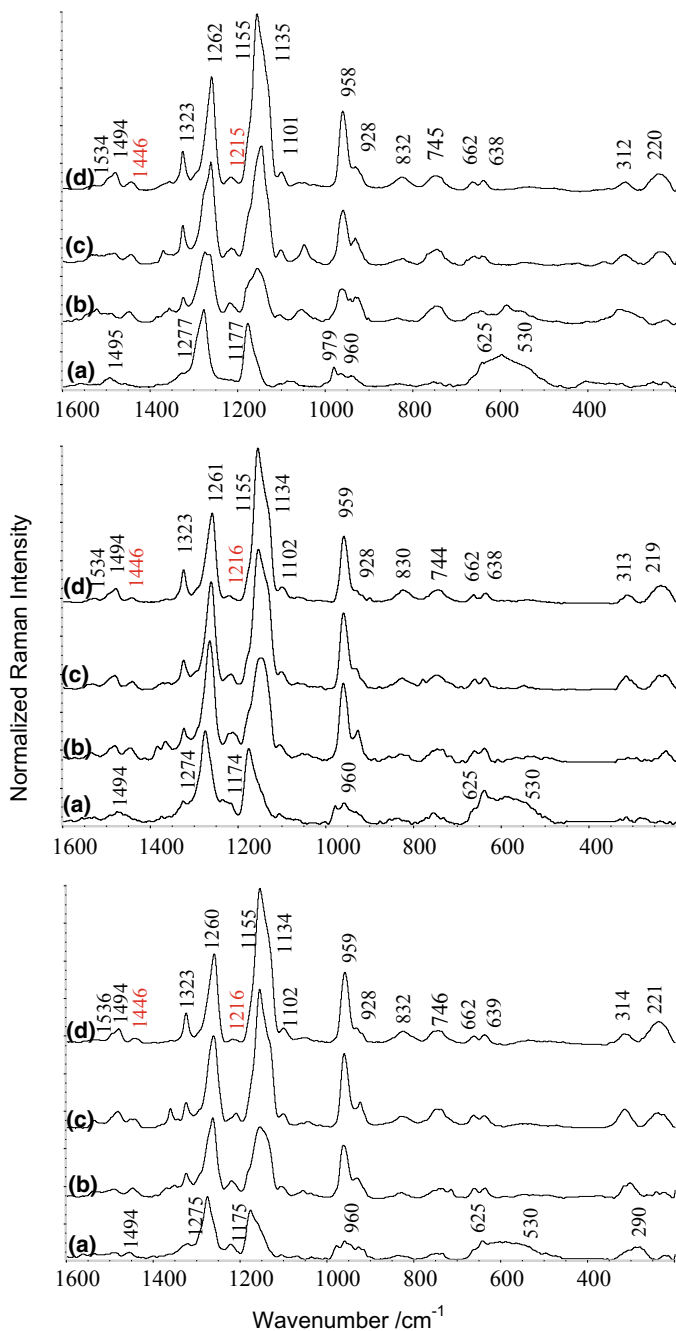 1534 1494 1446 1323 1262 1215 1155 1135 1101 958 928 832 745 662 638 312 220
(d)
(c)
(b)
1495 1277 1177 979 960 625 530
(a)
1600 1400 1200 1000 800 600 400
1534 1494 1446 1323 1261 1216 1155 1134 1102 959 928 830 744 662 638 313 219
(d)
(c)
(b)
1494 1274 1174 960 625 530
(a)
1600 1400 1200 1000 800 600 400
Normalized Raman Intensity
1536 1494 1446 1323 1260 1216 1155 1134 1102 959 928 832 746 662 639 314 221
(d)
(c)
(b)
1494 1275 1175 960 625 530 290
(a)
1600 1400 1200 1000 800 600 400 200
Wavenumber /cm-1